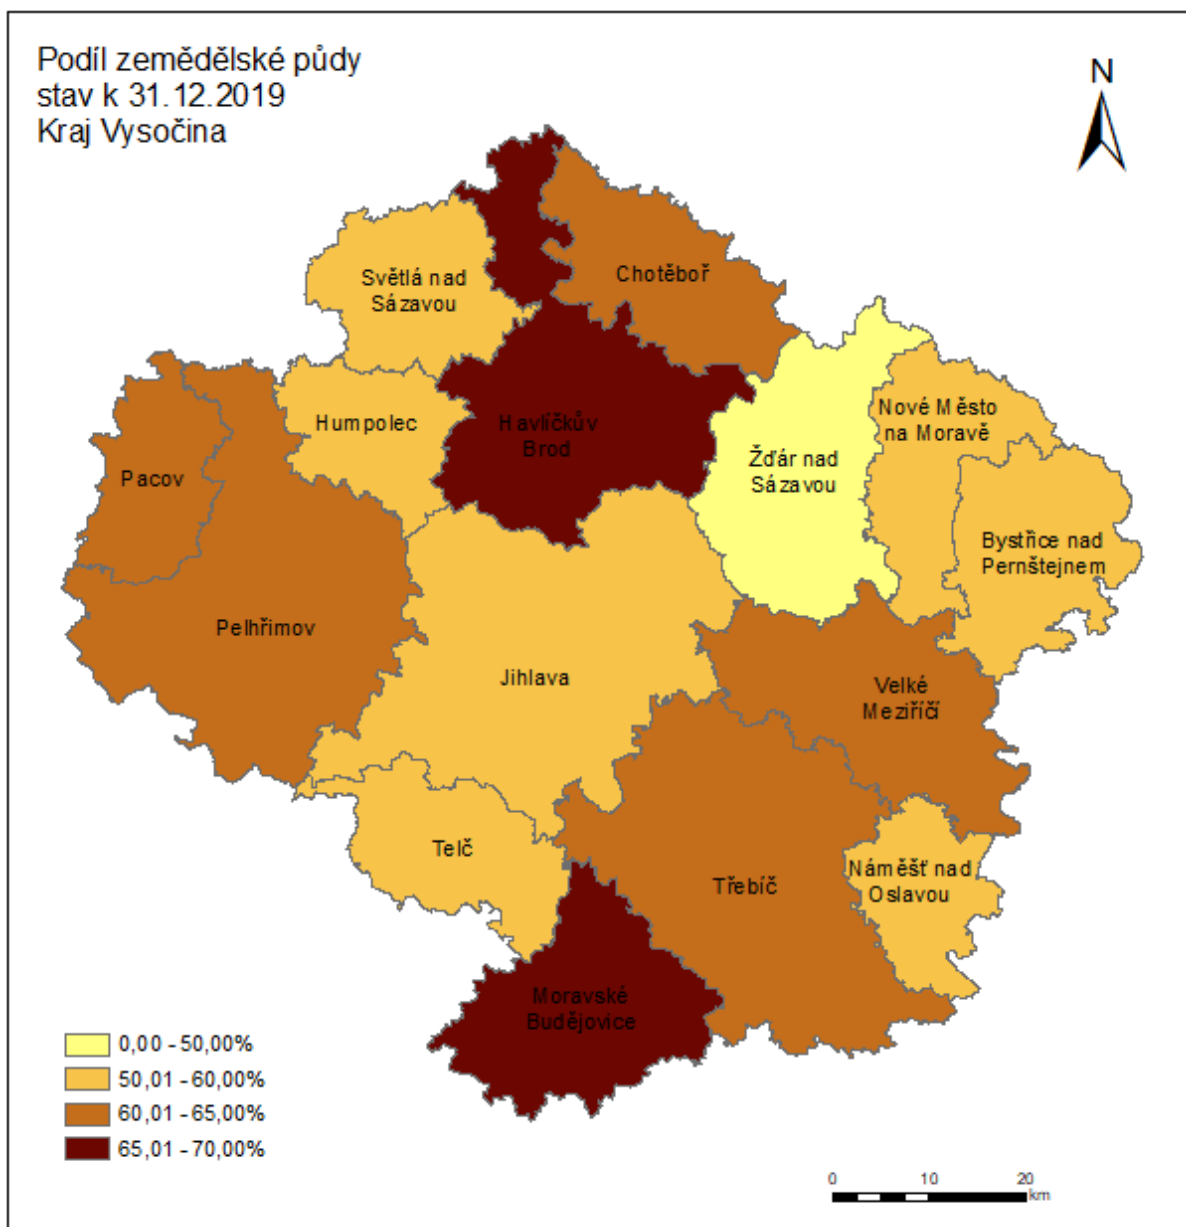 Podíl zemědělské půdy
stav k 31.12.2019
Kraj Vysočina
N
Světlá nad
Sázavou
Chotěboř
Humpolec
Havlíčkův
Brod
Nové Město
na Moravě
Pacov
Žďár nad
Sázavou
Bystřice nad
Pernštejnem
Pelhřimov
Jihlava
Velké
Meziříčí
Telč
Třebíč
Náměšť nad
Oslavou
Moravské
Budějovice
0,00 - 50,00%
50,01 - 60,00%
60,01 - 65,00%
65,01 - 70,00%
0 10 20
km